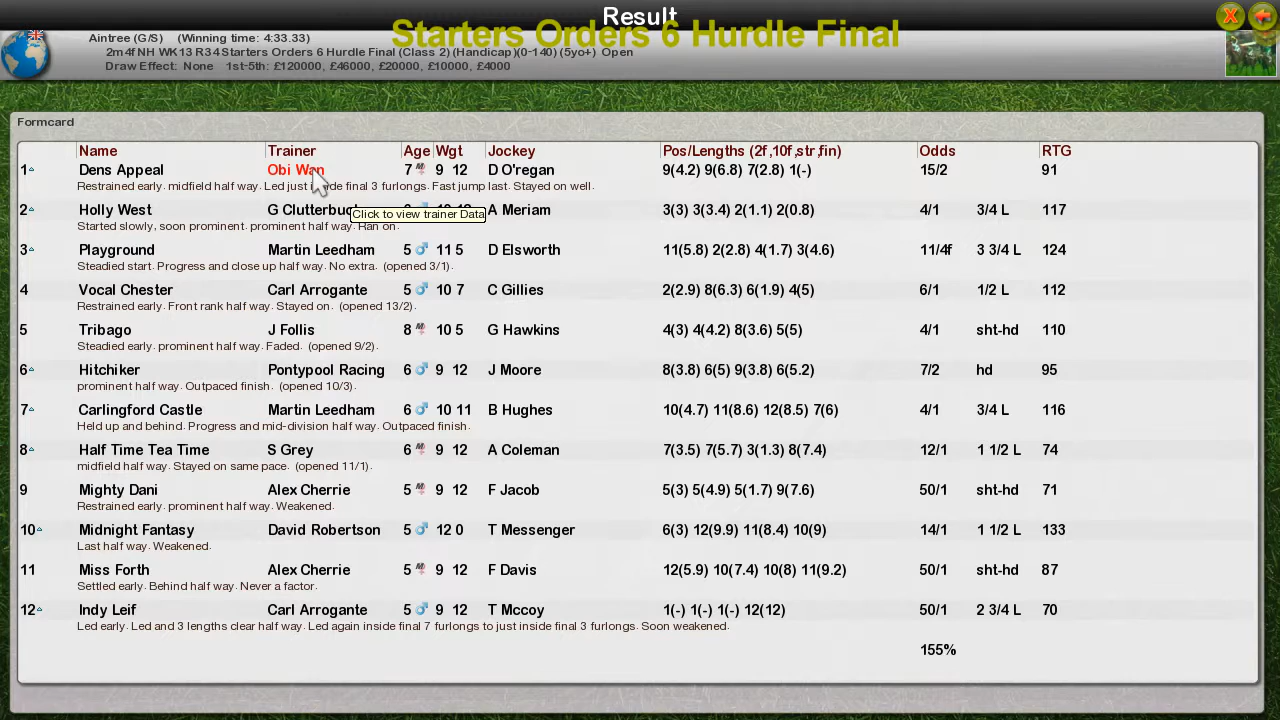 Result
Starters Orders 6 Hurdle Final
Aintree (G/S) (Winning time: 4:33.33)
2m4f NH WK13 R34 Starters Orders 6 Hurdle Final (Class 2) (Handicap)(0-140) (5yo+) Open
Draw Effect: None 1st-5th: £120000, £46000, £20000, £10000, £4000
Formcard
Name Trainer Age Wgt Jockey Pos/Lengths (2f,10f,str,fin) Odds RTG
1 Dens Appeal Obi Wan 7 9 12 D O'regan 9(4.2) 9(6.8) 7(2.8) 1(-) 15/2 91
Restrained early. midfield half way. Led just inside final 3 furlongs. Fast jump last. Stayed on well.
2 Holly West G Clutterbuc A Meriam 3(3) 3(3.4) 2(1.1) 2(0.8) 4/1 3/4 L 117
Click to view trainer Data
Started slowly, soon prominent. prominent half way. Ran on.
3 Playground Martin Leedham 5 11 5 D Elsworth 11(5.8) 2(2.8) 4(1.7) 3(4.6) 11/4f 3 3/4 L 124
Steadied start. Progress and close up half way. No extra. (opened 3/1).
4 Vocal Chester Carl Arrogante 5 10 7 C Gillies 2(2.9) 8(6.3) 6(1.9) 4(5) 6/1 1/2 L 112
Restrained early. Front rank half way. Stayed on. (opened 13/2).
5 Tribago J Follis 8 10 5 G Hawkins 4(3) 4(4.2) 8(3.6) 5(5) 4/1 sht-hd 110
Steadied early. prominent half way. Faded. (opened 9/2).
6 Hitchiker Pontypool Racing 6 9 12 J Moore 8(3.8) 6(5) 9(3.8) 6(5.2) 7/2 hd 95
prominent half way. Outpaced finish. (opened 10/3).
7 Carlingford Castle Martin Leedham 6 10 11 B Hughes 10(4.7) 11(8.6) 12(8.5) 7(6) 4/1 3/4 L 116
Held up and behind. Progress and mid-division half way. Outpaced finish.
8 Half Time Tea Time S Grey 6 9 12 A Coleman 7(3.5) 7(5.7) 3(1.3) 8(7.4) 12/1 1 1/2 L 74
midfield half way. Stayed on same pace. (opened 11/1).
9 Mighty Dani Alex Cherrie 5 9 12 F Jacob 5(3) 5(4.9) 5(1.7) 9(7.6) 50/1 sht-hd 71
Restrained early. prominent half way. Weakened.
10 Midnight Fantasy David Robertson 5 12 0 T Messenger 6(3) 12(9.9) 11(8.4) 10(9) 14/1 1 1/2 L 133
Last half way. Weakened.
11 Miss Forth Alex Cherrie 5 9 12 F Davis 12(5.9) 10(7.4) 10(8) 11(9.2) 50/1 sht-hd 87
Settled early. Behind half way. Never a factor.
12 Indy Leif Carl Arrogante 5 9 12 T Mccoy 1(-) 1(-) 1(-) 12(12) 50/1 2 3/4 L 70
Led early. Led and 3 lengths clear half way. Led again inside final 7 furlongs to just inside final 3 furlongs. Soon weakened.
155%